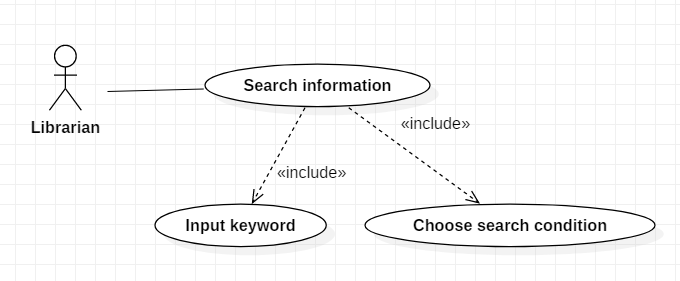 Search information
Librarian
«include»
«include»
Input keyword
Choose search condition